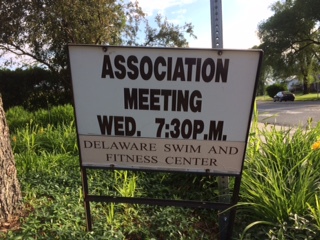 ASSOCIATION
MEETING
WED. 7:30P.M.
DELAWARE SWIM AND
FITNESS CENTER